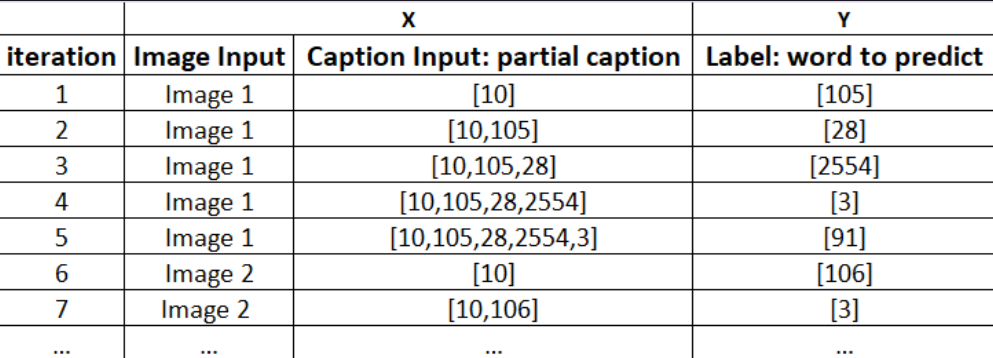 X Y
iteration Image Input Caption Input: partial caption Label: word to predict
1 Image 1 [10] [105]
2 Image 1 [10,105] [28]
3 Image 1 [10,105,28] [2554]
4 Image 1 [10,105,28,2554] [3]
5 Image 1 [10,105,28,2554,3] [91]
6 Image 2 [10] [106]
7 Image 2 [10,106] [3]
... ... ... ...